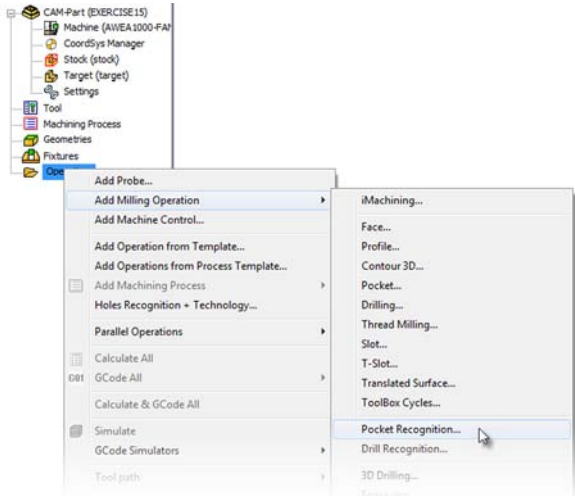 CAM-Part (EXERCISE15)
Machine (AWEA1000-FAN
CoordSys Manager
Stock (stock)
Target (target)
Settings
Tool
Machining Process
Geometries
Fixtures
Add Probe...
Add Milling Operation
Add Machine Control...
Add Operation from Template...
Add Operations from Process Template...
Add Machining Process
Holes Recognition + Technology...
Parallel Operations
Calculate All
G01 GCode All
Calculate & GCode All
Simulate
GCode Simulators
Tool path
iMachining...
Face...
Profile...
Contour 3D...
Pocket...
Drilling...
Thread Milling...
Slot...
T-Slot...
Translated Surface...
ToolBox Cycles...
Pocket Recognition...
Drill Recognition...
3D Drilling...